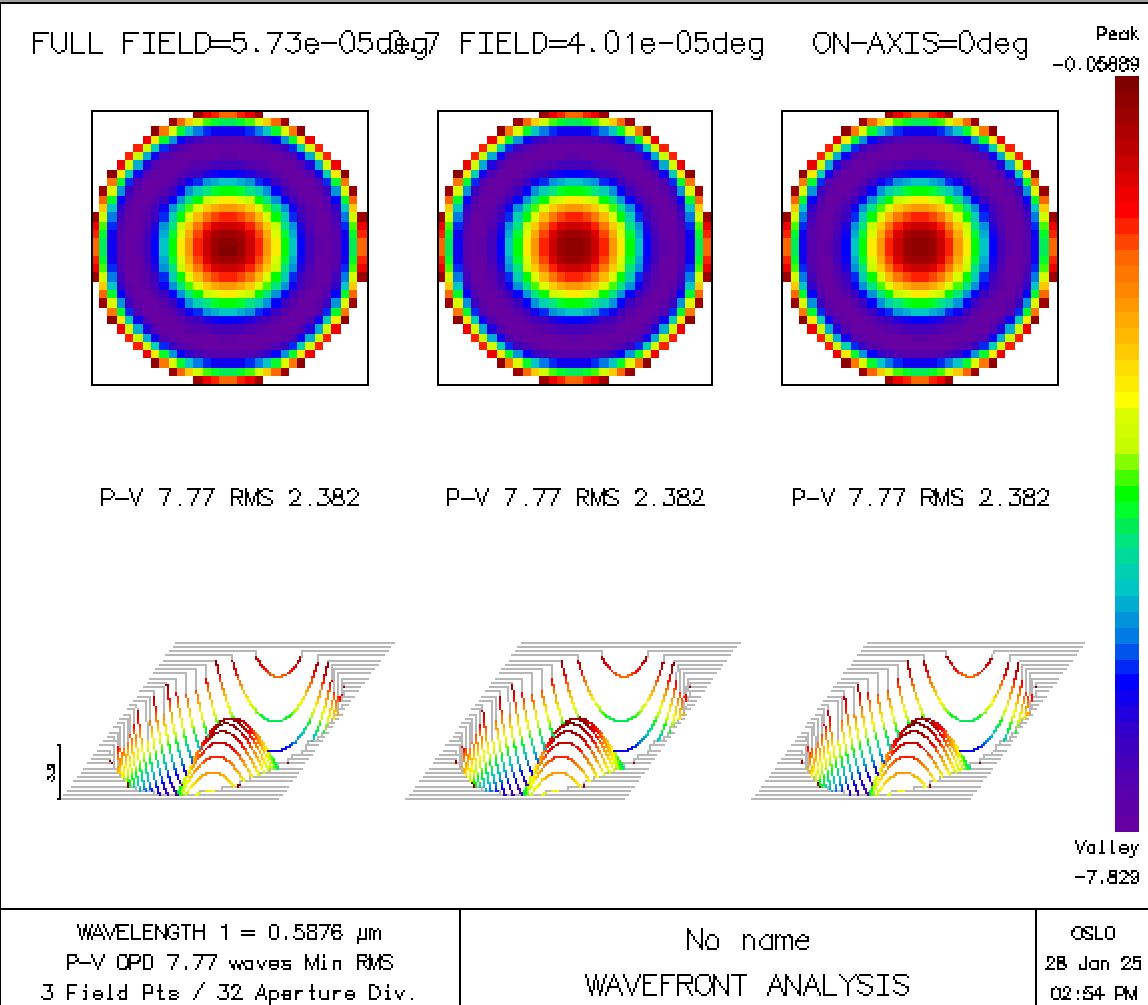 FULL FIELD=5.73e-05deg
0.7 FIELD=4.01e-05deg
ON-AXIS=0deg
Peak
-0.05889
P-V 7.77 RMS 2.382
P-V 7.77 RMS 2.382
P-V 7.77 RMS 2.382
Valley
-7.829
WAVELENGTH 1 = 0.5876 µm
P-V OPD 7.77 waves Min RMS
3 Field Pts / 32 Aperture Div.
No name
WAVEFRONT ANALYSIS
OSLO
28 Jan 25
02:54 PM